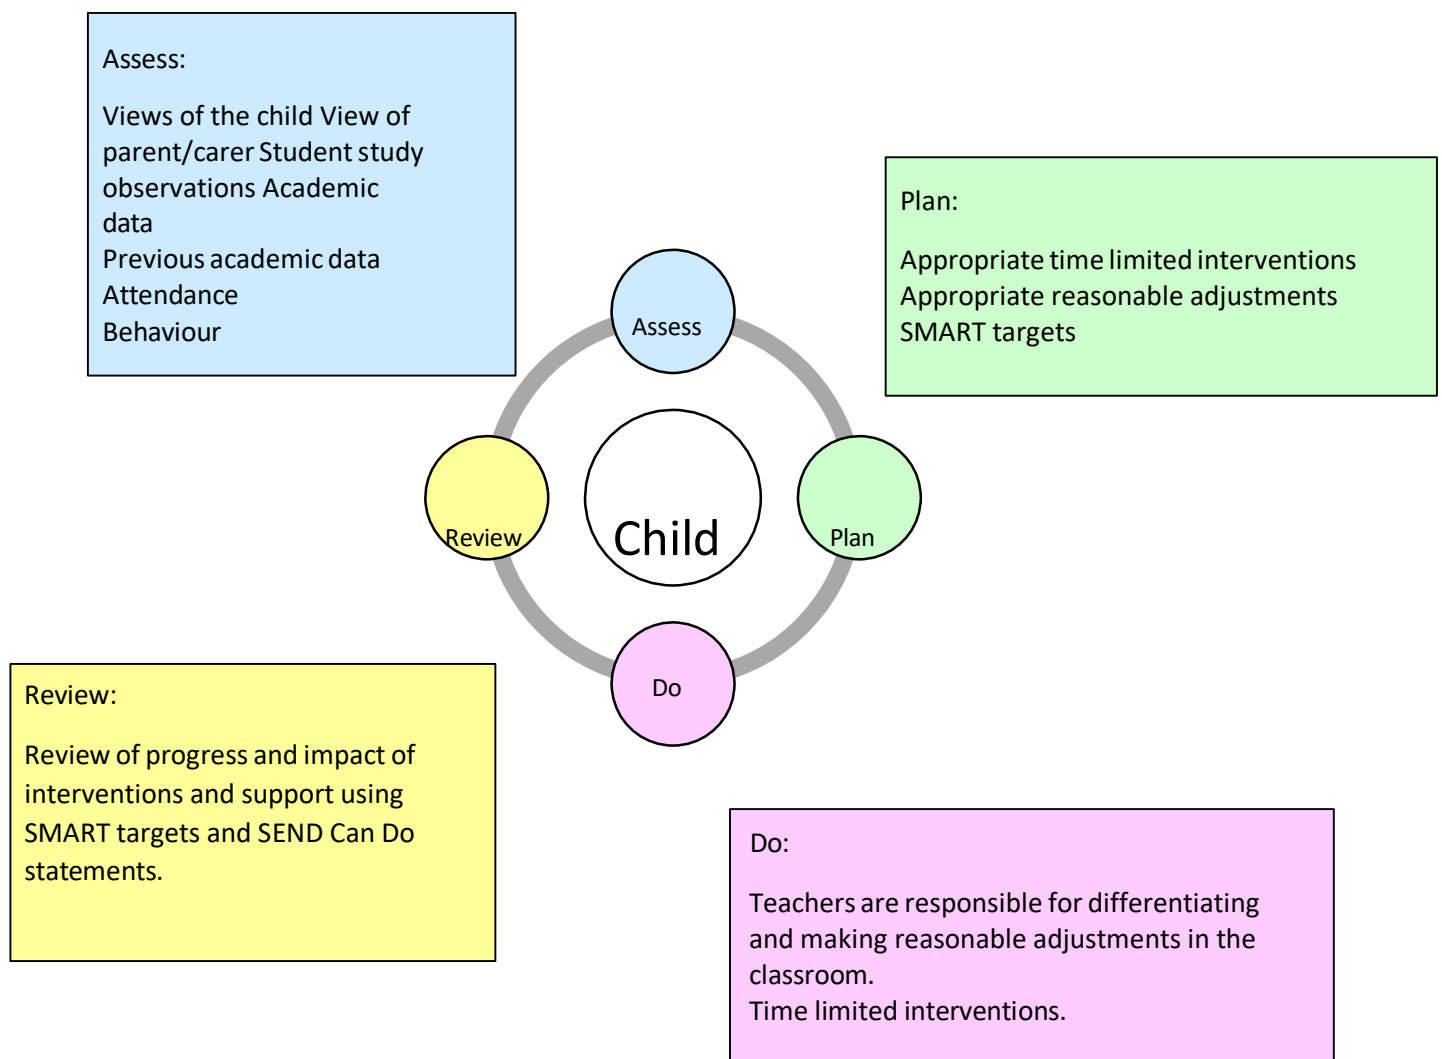 Assess:
Views of the child View of
parent/carer Student study
observations Academic
data
Previous academic data
Attendance
Behaviour
Plan:
Appropriate time limited interventions
Appropriate reasonable adjustments
SMART targets
Assess
Review
Child
Plan
Do
Review:
Review of progress and impact of
interventions and support using
SMART targets and SEND Can Do
statements.
Do:
Teachers are responsible for differentiating
and making reasonable adjustments in the
classroom.
Time limited interventions.